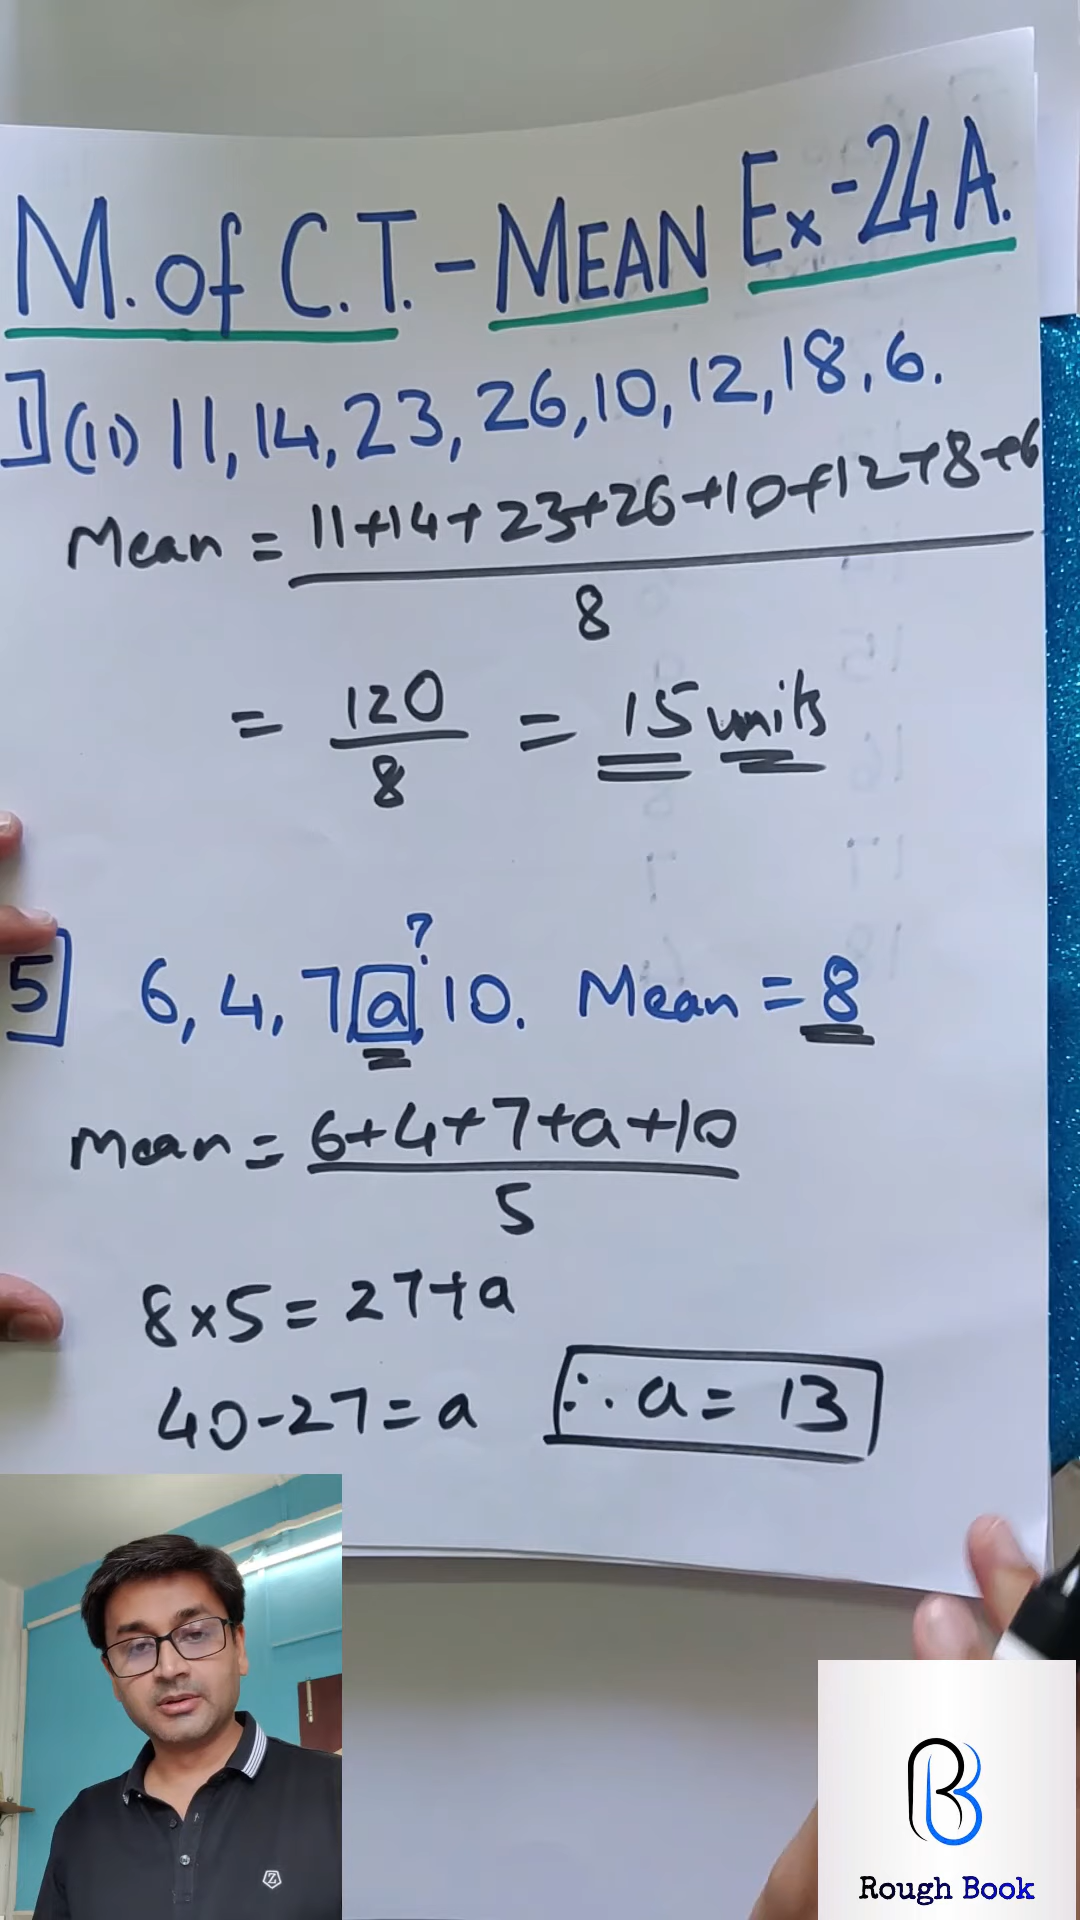 M. of C.T. - MEAN Ex-24A.
1] (ii) 11, 14, 23, 26, 10, 12, 18, 6.
Mean = 11+14+23+26+10+12+18+6
8
= 120/8 = 15 units
?
5] 6, 4, 7, a, 10. Mean = 8
Mean = 6+4+7+a+10
5
8×5 = 27+a
40-27 = a ∴ a = 13
B
Rough Book